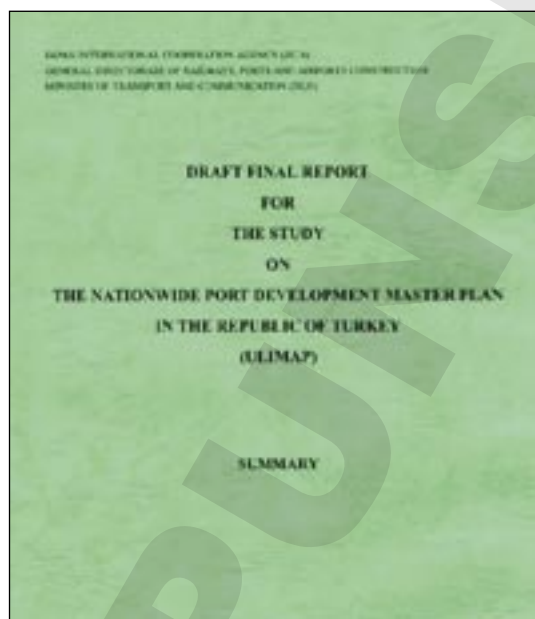 JAPAN INTERNATIONAL COOPERATION AGENCY (JICA)
GENERAL DIRECTORATE OF RAILWAYS, PORTS AND AIRPORTS CONSTRUCTION
MINISTRY OF TRANSPORT AND COMMUNICATION (DLH)
DRAFT FINAL REPORT
FOR
THE STUDY
ON
THE NATIONWIDE PORT DEVELOPMENT MASTER PLAN
IN THE REPUBLIC OF TURKEY
(ULIMAP)
SUMMARY